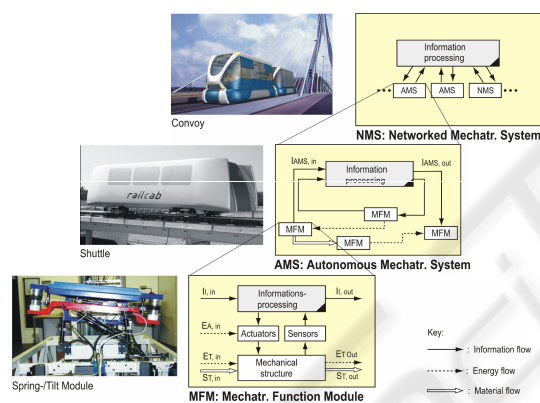 Information
processing
AMS
AMS
NMS
Convoy
NMS: Networked Mechatr. System
IAMS, in
Information
processing
IAMS, out
MFM
MFM
MFM
MFM
railcab
Shuttle
AMS: Autonomous Mechatr. System
II, in
Informations-
processing
II, out
EA, in
Actuators
Sensors
ET, in
ST, in
Mechanical
structure
ET Out
ST, out
Spring-/Tilt Module
MFM: Mechatr. Function Module
Key:
: Information flow
: Energy flow
: Material flow